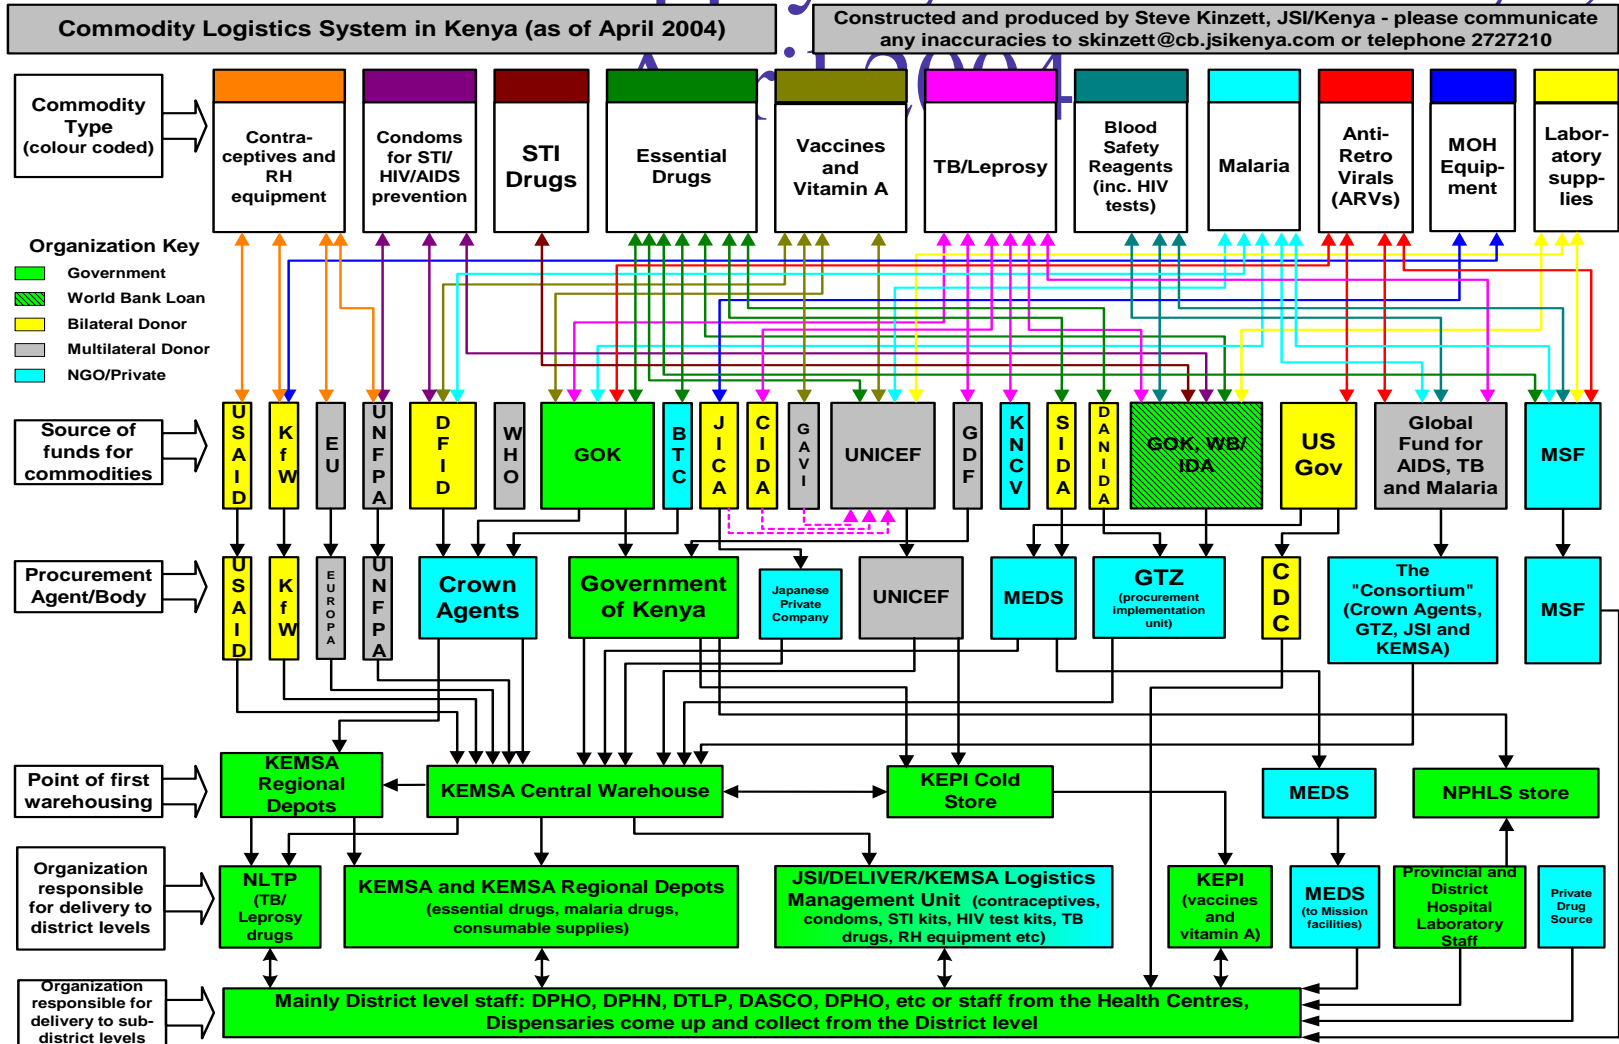 Commodity Logistics System in Kenya (as of April 2004)
Constructed and produced by Steve Kinzett, JSI/Kenya - please communicate
any inaccuracies to skinzett@cb.jsikenya.com or telephone 2727210
April 2004
Commodity
Type
(colour coded)
Contra-
ceptives and
RH
equipment
Condoms
for STI/
HIV/AIDS
prevention
STI
Drugs
Essential
Drugs
Vaccines
and
Vitamin A
TB/Leprosy
Blood
Safety
Reagents
(inc. HIV
tests)
Malaria
Anti-
Retro
Virals
(ARVs)
MOH
Equip-
ment
Labor-
atory
supp-
lies
Organization Key
Government
World Bank Loan
Bilateral Donor
Multilateral Donor
NGO/Private
Source of
funds for
commodities
USAID
KfW
EU
UNFPA
DFID
WHO
GOK
BTC
JICA
CIDA
GAVI
UNICEF
GDF
KNCV
SIDA
DANIDA
GOK, WB/
IDA
US
Gov
Global
Fund for
AIDS, TB
and Malaria
MSF
Procurement
Agent/Body
USAID
KfW
EUROPA
UNFPA
Crown
Agents
Government
of Kenya
Japanese
Private
Company
UNICEF
MEDS
GTZ
(procurement
implementation
unit)
CDC
The
"Consortium"
(Crown Agents,
GTZ, JSI and
KEMSA)
MSF
Point of first
warehousing
KEMSA
Regional
Depots
KEMSA Central Warehouse
KEPI Cold
Store
MEDS
NPHLS store
Organization
responsible
for delivery to
district levels
NLTP
(TB/
Leprosy
drugs
KEMSA and KEMSA Regional Depots
(essential drugs, malaria drugs,
consumable supplies)
JSI/DELIVER/KEMSA Logistics
Management Unit (contraceptives,
condoms, STI kits, HIV test kits, TB
drugs, RH equipment etc)
KEPI
(vaccines
and
vitamin A)
MEDS
(to Mission
facilities)
Provincial and
District
Hospital
Laboratory
Staff
Private
Drug
Source
Organization
responsible for
delivery to sub-
district levels
Mainly District level staff: DPHO, DPHN, DTLP, DASCO, DPHO, etc or staff from the Health Centres,
Dispensaries come up and collect from the District level